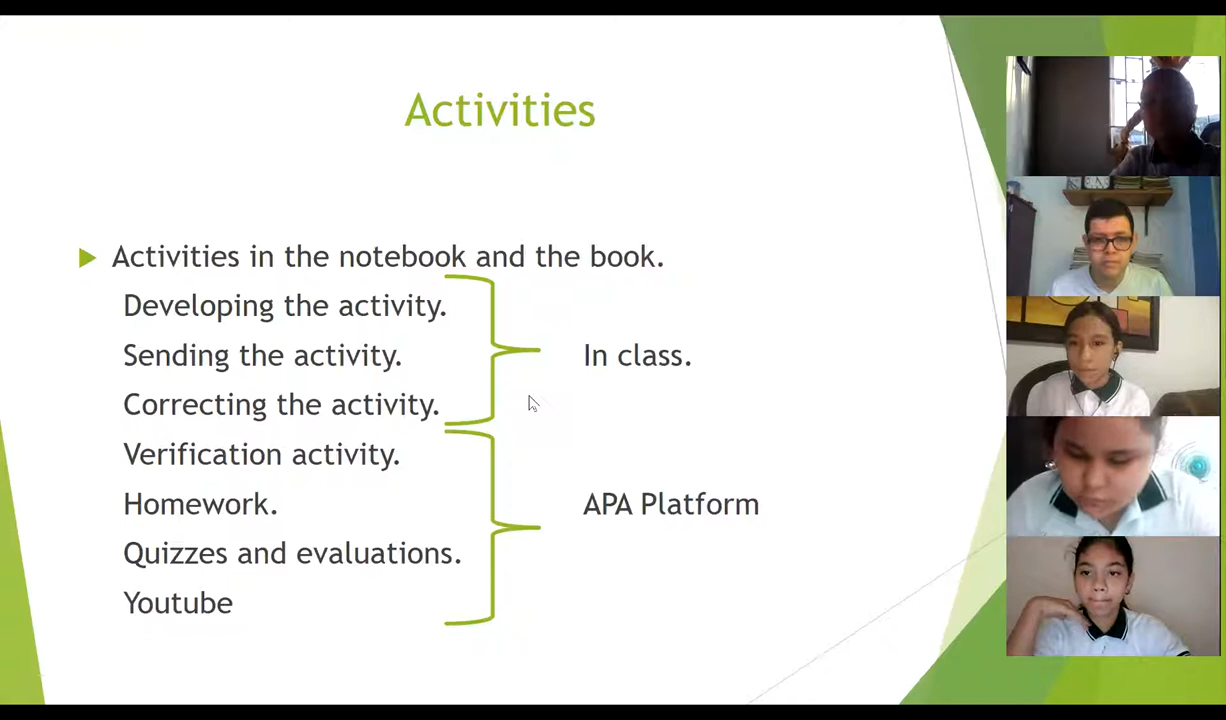 Activities
Activities in the notebook and the book.
Developing the activity.
Sending the activity.
In class.
Correcting the activity.
Verification activity.
Homework.
APA Platform
Quizzes and evaluations.
Youtube